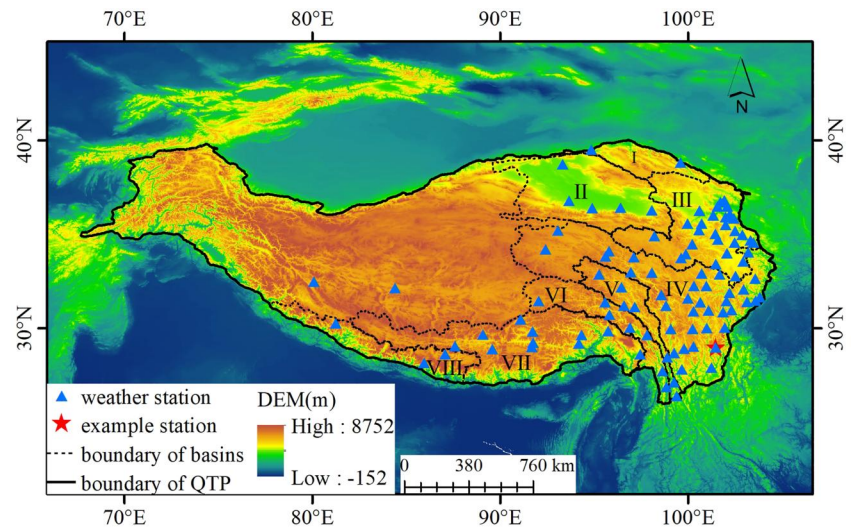 70°E 80°E 90°E 100°E
40°N 40°N
N
I
II
III
30°N 30°N
IV
V
VI
VII
VIII
weather station
example station
boundary of basins
boundary of QTP
DEM(m)
High : 8752
Low : -152
0 380 760 km
70°E 80°E 90°E 100°E